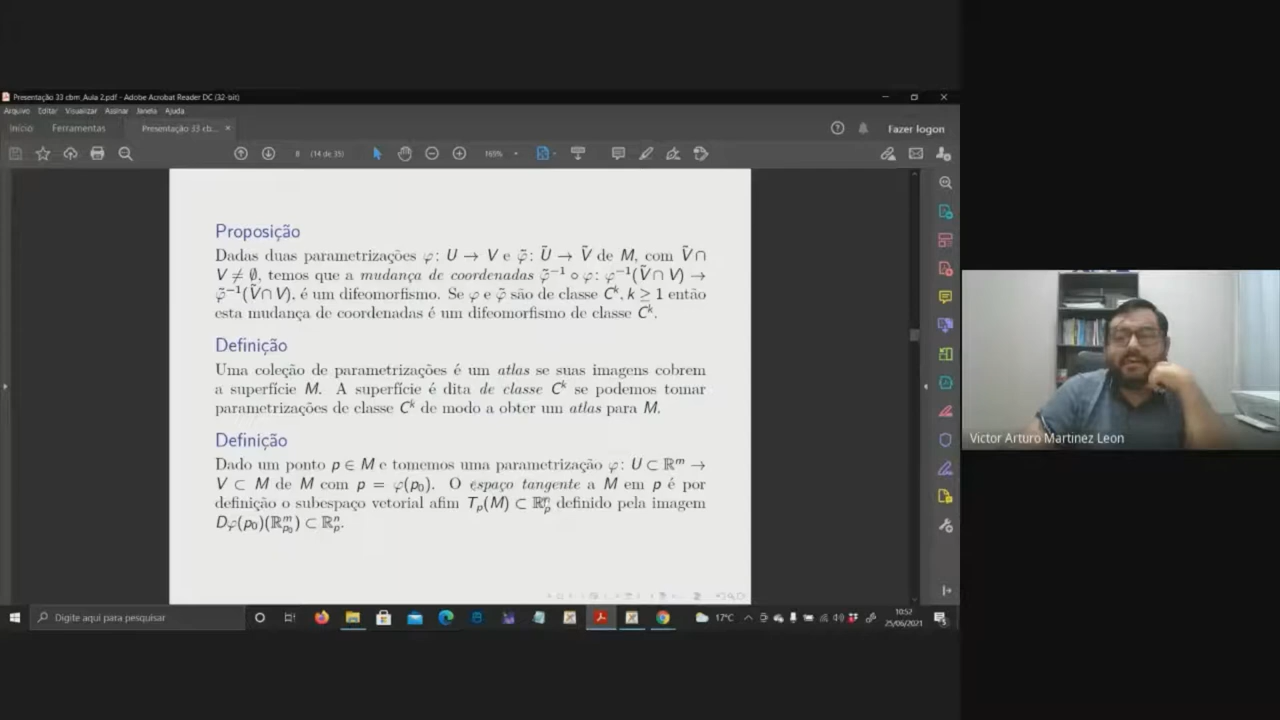 Presentação 33 cbm_Aula 2.pdf - Adobe Acrobat Reader DC (32-bit)
Arquivo Editar Visualizar Assinar Janela Ajuda
Início Ferramentas Presentação 33 cb... ×
Fazer logon
8 (14 de 35) 165%
Proposição
Dadas duas parametrizações φ: U → V e φ̃: Ũ → Ṽ de M, com Ṽ∩
V ≠ ∅, temos que a mudança de coordenadas φ̃⁻¹ ∘ φ: φ⁻¹(Ṽ∩V) →
φ̃⁻¹(Ṽ∩V), é um difeomorfismo. Se φ e φ̃ são de classe Cᵏ, k ≥ 1 então
esta mudança de coordenadas é um difeomorfismo de classe Cᵏ.
Definição
Uma coleção de parametrizações é um atlas se suas imagens cobrem
a superfície M. A superfície é dita de classe Cᵏ se podemos tomar
parametrizações de classe Cᵏ de modo a obter um atlas para M.
Definição
Dado um ponto p ∈ M e tomemos uma parametrização φ: U ⊂ ℝᵐ →
V ⊂ M de M com p = φ(p₀). O espaço tangente a M em p é por
definição o subespaço vetorial afim Tₚ(M) ⊂ ℝⁿₚ definido pela imagem
Dφ(p₀)(ℝᵐₚ₀) ⊂ ℝⁿₚ.
Victor Arturo Martinez Leon
Digite aqui para pesquisar
17°C
10:52
25/06/2021